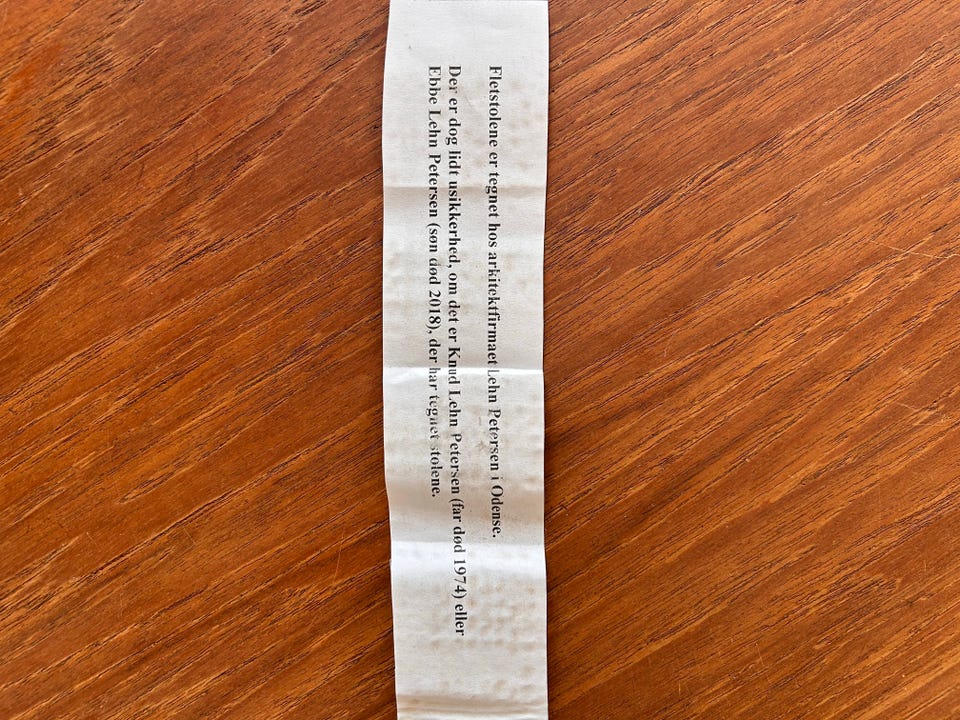 Fletstolene er tegnet hos arkitektfirmaet Lehn Petersen i Odense.
Der er dog lidt usikkerhed, om det er Knud Lehn Petersen (far død 1974) eller
Ebbe Lehn Petersen (søn død 2018), der har tegnet stolene.